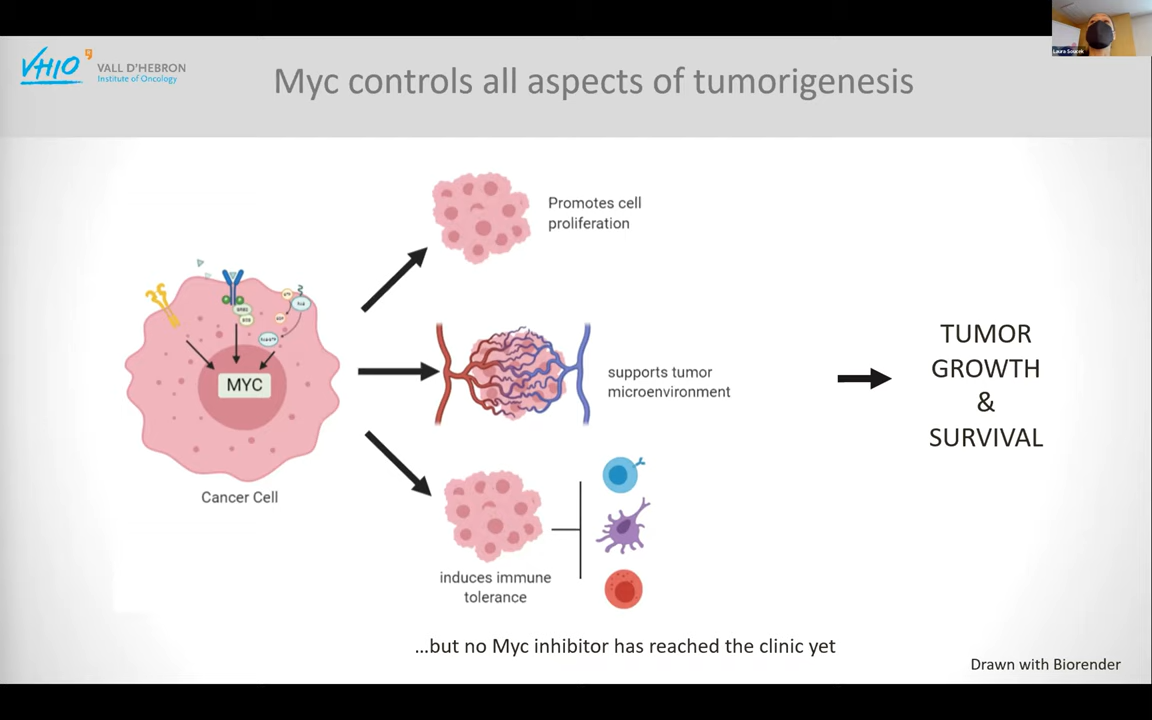 VHIO
VALL D'HEBRON
Institute of Oncology
Laura Soucek
Myc controls all aspects of tumorigenesis
Promotes cell
proliferation
MYC
Cancer Cell
supports tumor
microenvironment
induces immune
tolerance
TUMOR
GROWTH
&
SURVIVAL
...but no Myc inhibitor has reached the clinic yet
Drawn with Biorender